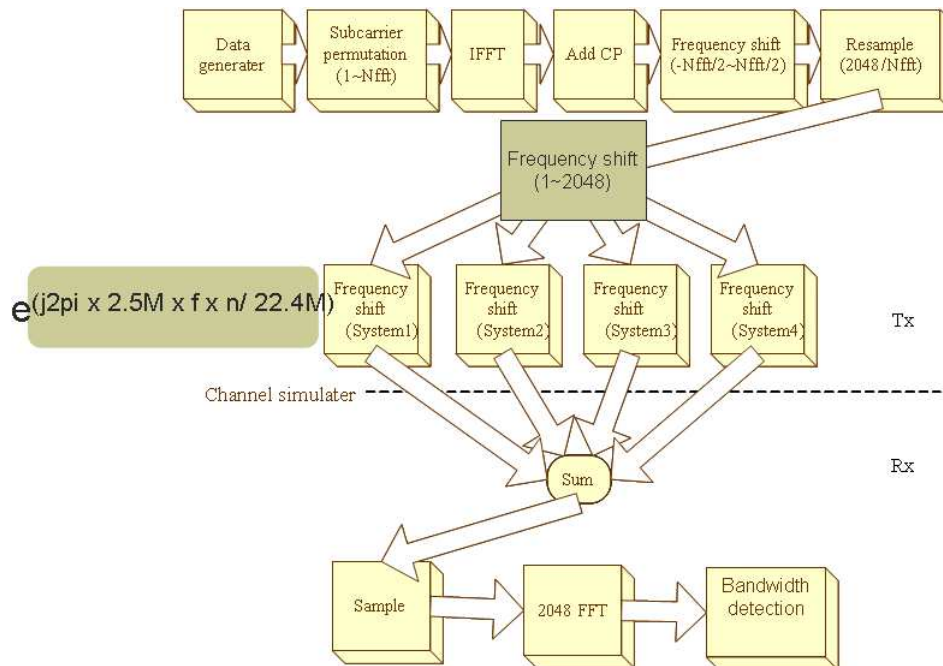 Data
generater
Subcarrier
permutation
(1~Nfft)
IFFT
Add CP
Frequency shift
(-Nfft/2~Nfft/2)
Resample
(2048/Nfft)
Frequency shift
(1~2048)
e(j2pi x 2.5M x f x n/ 22.4M)
Frequency
shift
(System1)
Frequency
shift
(System2)
Frequency
shift
(System3)
Frequency
shift
(System4)
Tx
Channel simulater
Rx
Sum
Sample
2048 FFT
Bandwidth
detection